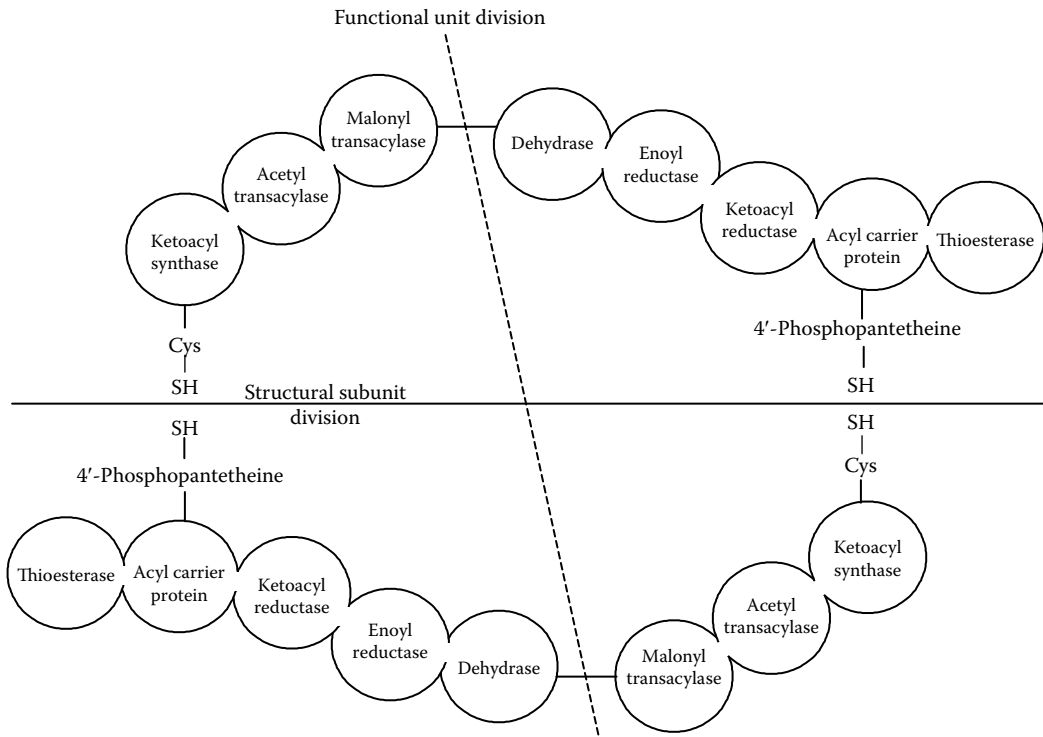 Functional unit division
Malonyl
transacylase
Acetyl
transacylase
Ketoacyl
synthase
Cys
SH
Dehydrase
Enoyl
reductase
Ketoacyl
reductase
Acyl carrier
protein
Thioesterase
4′-Phosphopantetheine
SH
Structural subunit
division
SH
4′-Phosphopantetheine
Thioesterase
Acyl carrier
protein
Ketoacyl
reductase
Enoyl
reductase
Dehydrase
SH
Cys
Ketoacyl
synthase
Acetyl
transacylase
Malonyl
transacylase